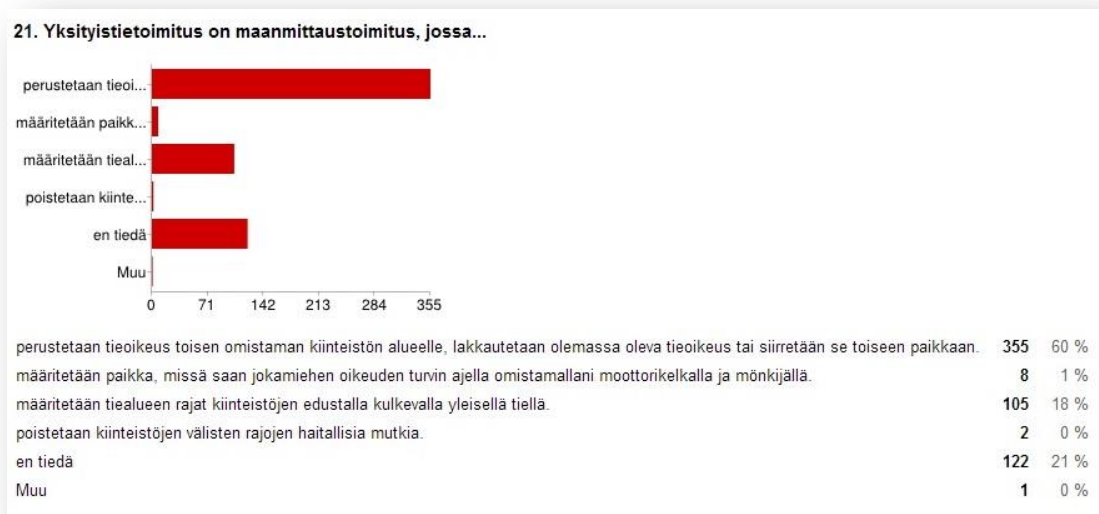 21. Yksityistietoimitus on maanmittaustoimitus, jossa...
perustetaan tieoi...
määritetään paikk...
määritetään tieal...
poistetaan kiinte...
en tiedä
Muu
0 71 142 213 284 355
perustetaan tieoikeus toisen omistaman kiinteistön alueelle, lakkautetaan olemassa oleva tieoikeus tai siirretään se toiseen paikkaan. 355 60 %
määritetään paikka, missä saan jokamiehen oikeuden turvin ajella omistamallani moottorikelkalla ja mönkijällä. 8 1 %
määritetään tiealueen rajat kiinteistöjen edustalla kulkevalla yleisellä tiellä. 105 18 %
poistetaan kiinteistöjen välisten rajojen haitallisia mutkia. 2 0 %
en tiedä 122 21 %
Muu 1 0 %